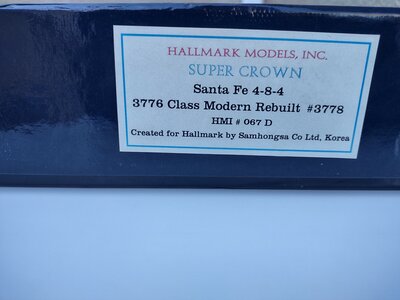 HALLMARK MODELS, INC.
SUPER CROWN
Santa Fe 4-8-4
3776 Class Modern Rebuilt #3778
HMI # 067 D
Created for Hallmark by Samhongsa Co Ltd, Korea